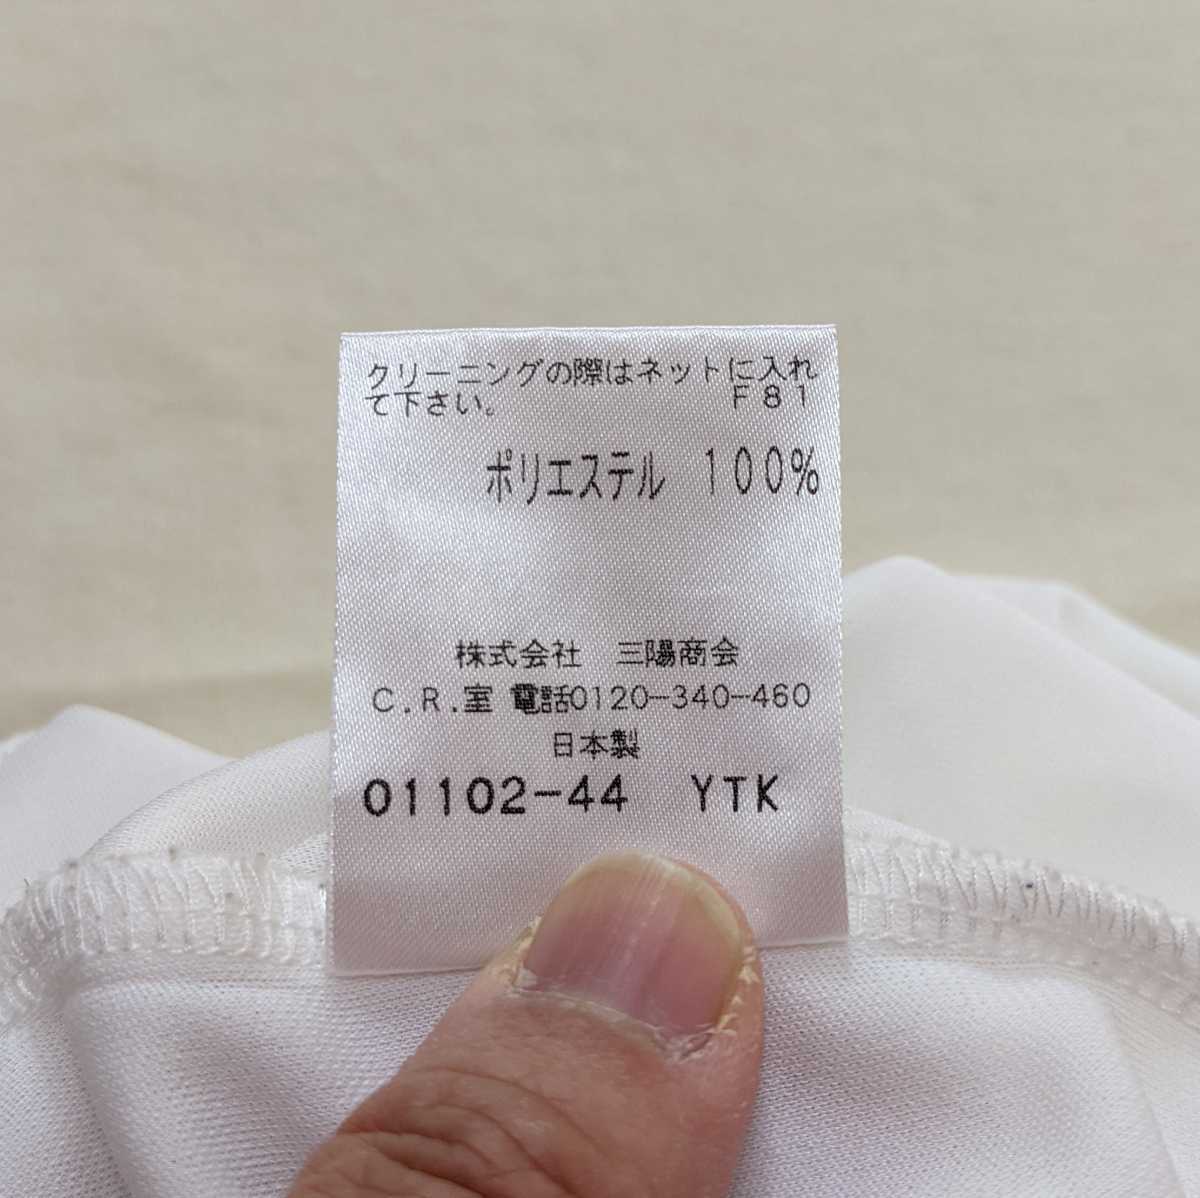 クリーニングの際はネットに入れ
て下さい。 F81
ポリエステル 100%
株式会社 三陽商会
C.R.室 電話0120-340-460
日本製
01102-44 YTK